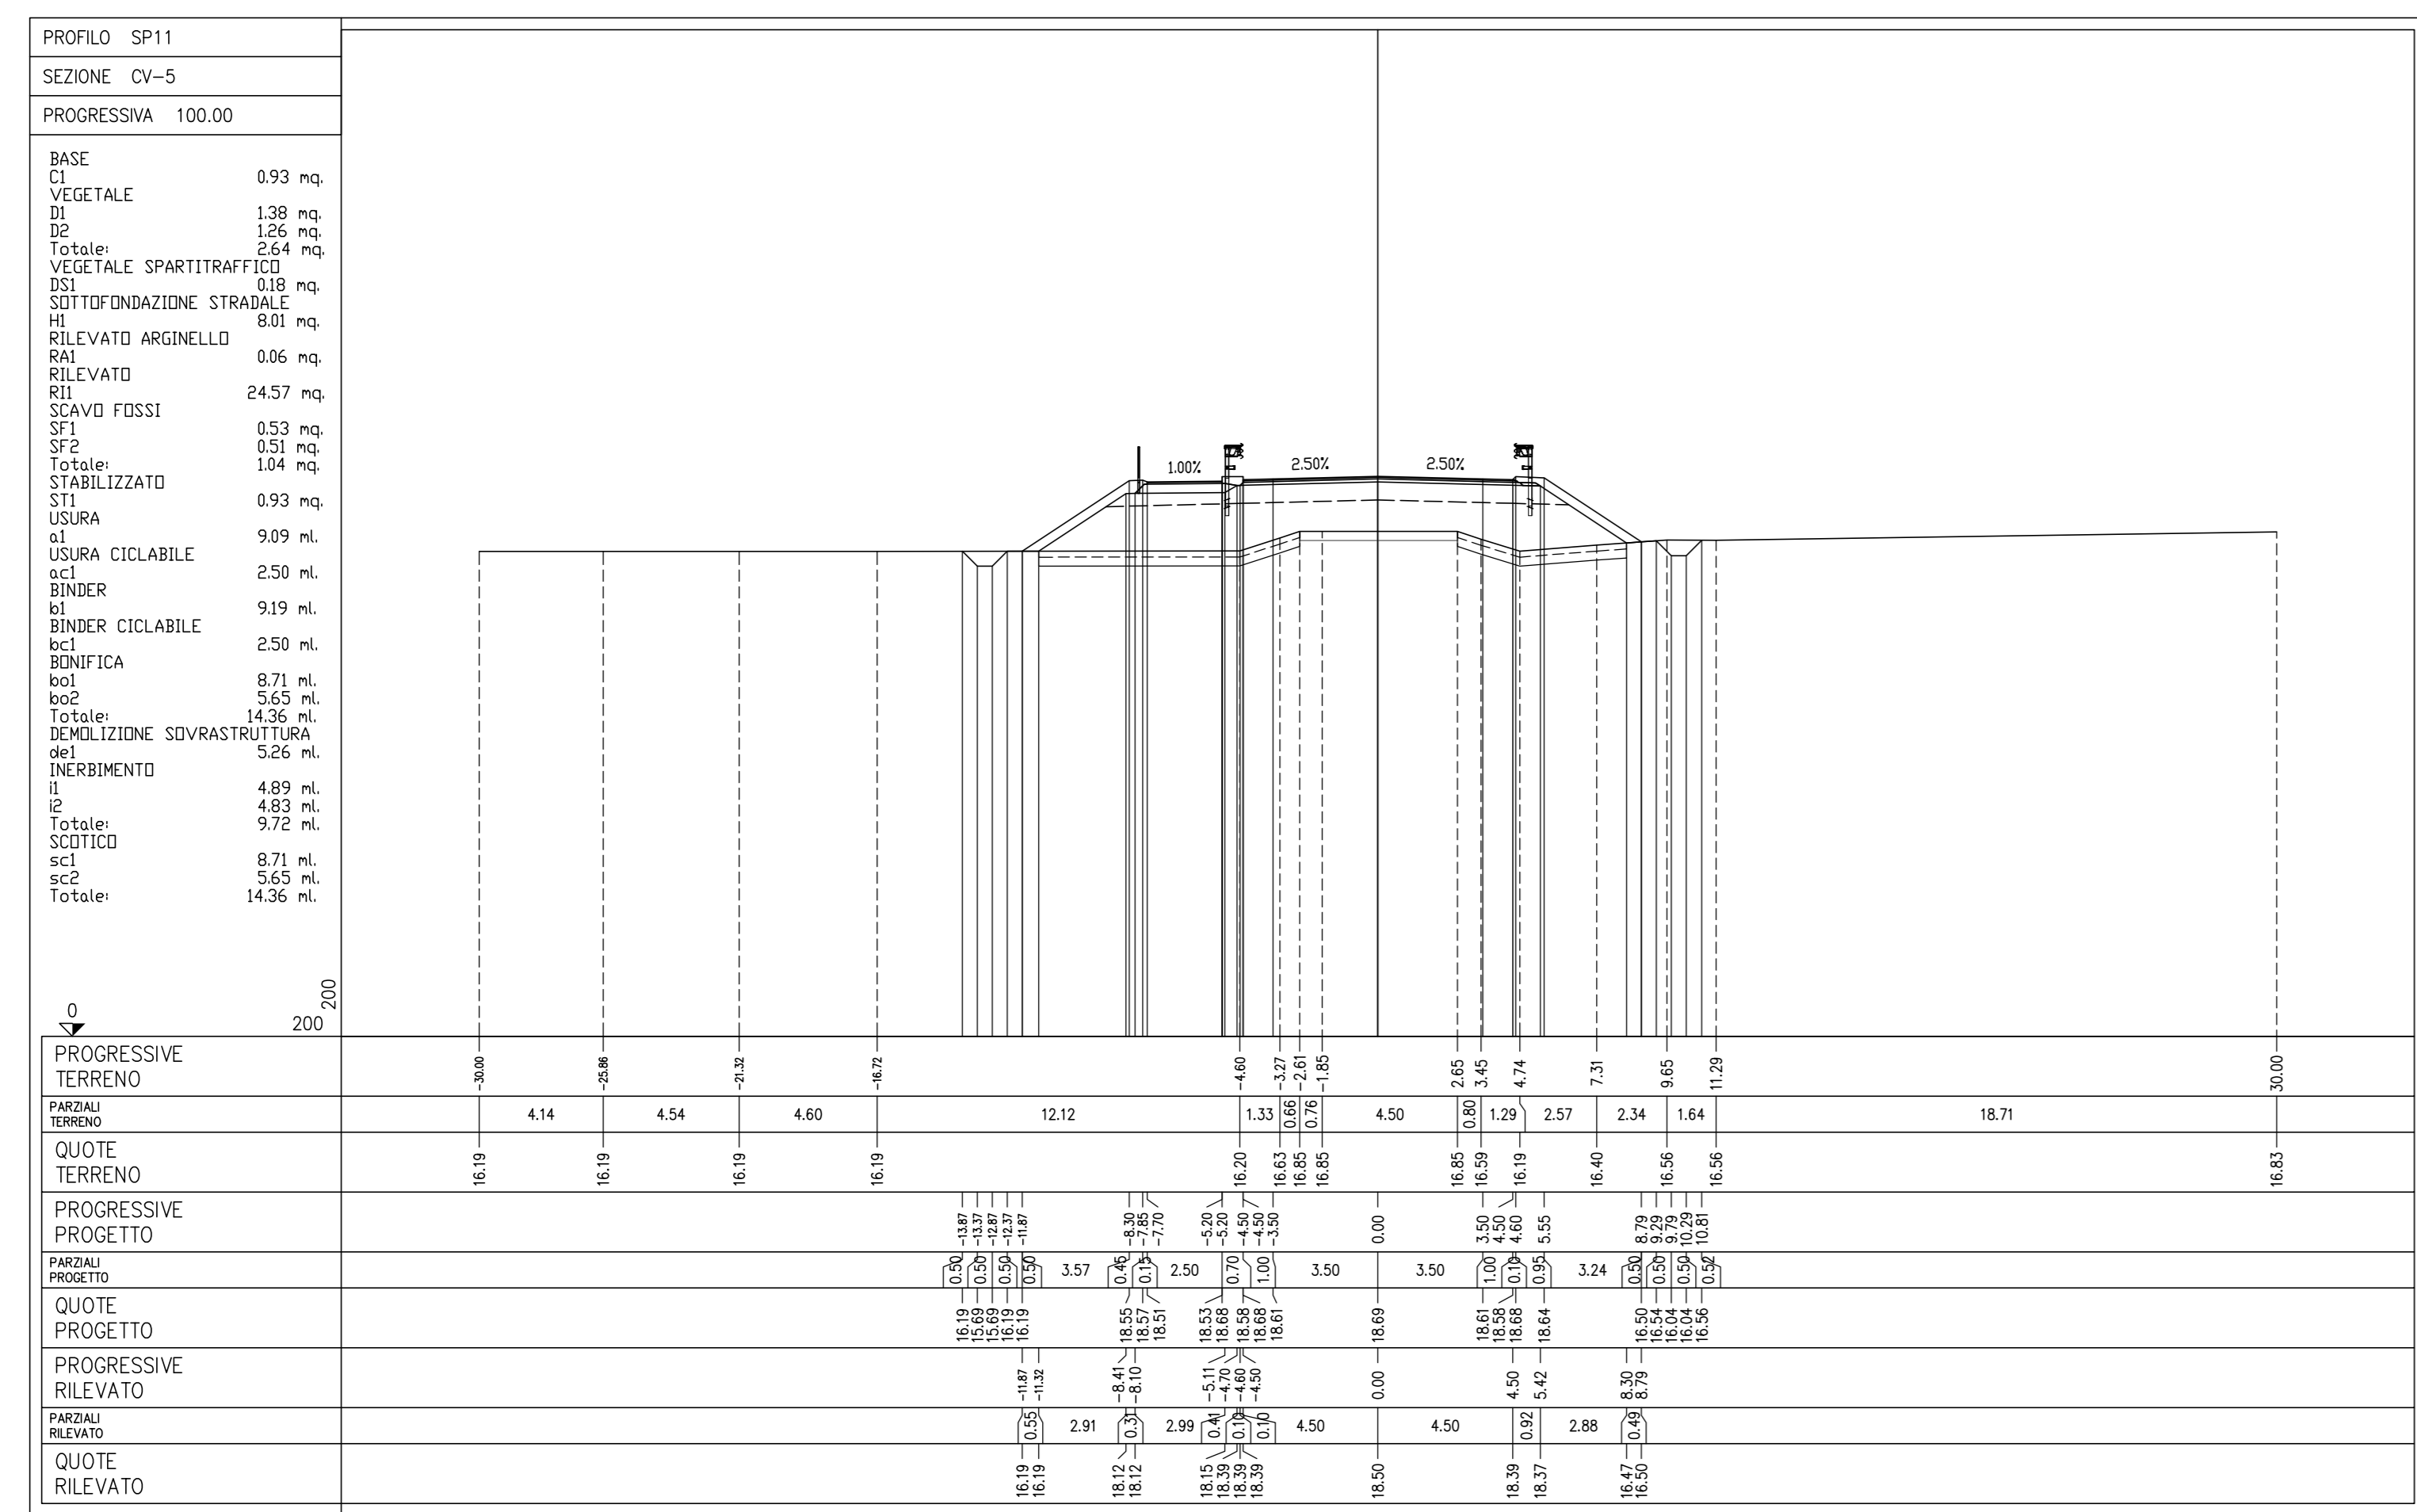 PROFILO SP11
SEZIONE CV-5
PROGRESSIVA 100.00
BASE
C1 0.93 mq.
VEGETALE
D1 1.38 mq.
D2 1.26 mq.
Totale: 2.64 mq.
VEGETALE SPARTITRAFFICO
DS1 0.18 mq.
SOTTOFONDAZIONE STRADALE
H1 8.01 mq.
RILEVATO ARGINELLO
RA1 0.06 mq.
RILEVATO
RI1 24.57 mq.
SCAVO FOSSI
SF1 0.53 mq.
SF2 0.51 mq.
Totale: 1.04 mq.
STABILIZZATO
ST1 0.93 mq.
USURA
a1 9.09 ml.
USURA CICLABILE
ac1 2.50 ml.
BINDER
b1 9.19 ml.
BINDER CICLABILE
bc1 2.50 ml.
BONIFICA
bo1 8.71 ml.
bo2 5.65 ml.
Totale: 14.36 ml.
DEMOLIZIONE SOVRASTRUTTURA
de1 5.26 ml.
INERBIMENTO
i1 4.89 ml.
i2 4.83 ml.
Totale: 9.72 ml.
SCOTICO
sc1 8.71 ml.
sc2 5.65 ml.
Totale: 14.36 ml.
1.00% 2.50% 2.50%
0 200
200
PROGRESSIVE
TERRENO
-30.00 -25.86 -21.32 -16.72 -4.60 -3.27 -2.61 -1.85 2.65 3.45 4.74 7.31 9.65 11.29 30.00
PARZIALI
TERRENO
4.14 4.54 4.60 12.12 1.33 0.66 0.76 4.50 0.80 1.29 2.57 2.34 1.64 18.71
QUOTE
TERRENO
16.19 16.19 16.19 16.19 16.20 16.63 16.85 16.85 16.85 16.59 16.19 16.40 16.56 16.56 16.83
PROGRESSIVE
PROGETTO
-13.87 -13.37 -12.87 -12.37 -11.87 -8.30 -7.85 -7.70 -5.20 -5.20 -4.50 -4.50 -3.50 0.00 3.50 4.50 4.60 5.55 8.79 9.29 9.79 10.29 10.81
PARZIALI
PROGETTO
0.50 0.50 0.50 0.50 3.57 0.45 0.15 2.50 0.70 1.00 3.50 3.50 1.00 0.10 0.95 3.24 0.50 0.50 0.50 0.52
QUOTE
PROGETTO
16.19 15.69 15.69 16.19 16.19 18.55 18.57 18.51 18.53 18.68 18.58 18.68 18.61 18.69 18.61 18.58 18.68 18.64 16.50 16.54 16.04 16.04 16.56
PROGRESSIVE
RILEVATO
-11.87 -11.32 -8.41 -8.10 -5.11 -4.70 -4.60 -4.50 0.00 4.50 5.42 8.30 8.79
PARZIALI
RILEVATO
0.55 2.91 0.31 2.99 0.41 0.10 0.10 4.50 4.50 0.92 2.88 0.49
QUOTE
RILEVATO
16.19 16.19 18.12 18.12 18.15 18.39 18.39 18.39 18.50 18.39 18.37 16.47 16.50